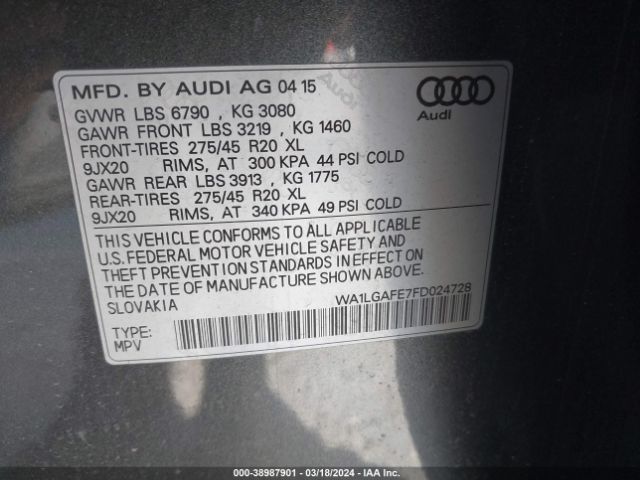 MFD. BY AUDI AG 04 15
Audi
GVWR LBS 6790 , KG 3080
GAWR FRONT LBS 3219 , KG 1460
FRONT-TIRES 275/45 R20 XL
9JX20 RIMS, AT 300 KPA 44 PSI COLD
GAWR REAR LBS 3913 , KG 1775
REAR-TIRES 275/45 R20 XL
9JX20 RIMS, AT 340 KPA 49 PSI COLD
THIS VEHICLE CONFORMS TO ALL APPLICABLE
U.S. FEDERAL MOTOR VEHICLE SAFETY AND
THEFT PREVENTION STANDARDS IN EFFECT ON
THE DATE OF MANUFACTURE SHOWN ABOVE.
SLOVAKIA
WA1LGAFE7FD024728
TYPE:
MPV
000-38987901 - 03/18/2024 - IAAI.COM